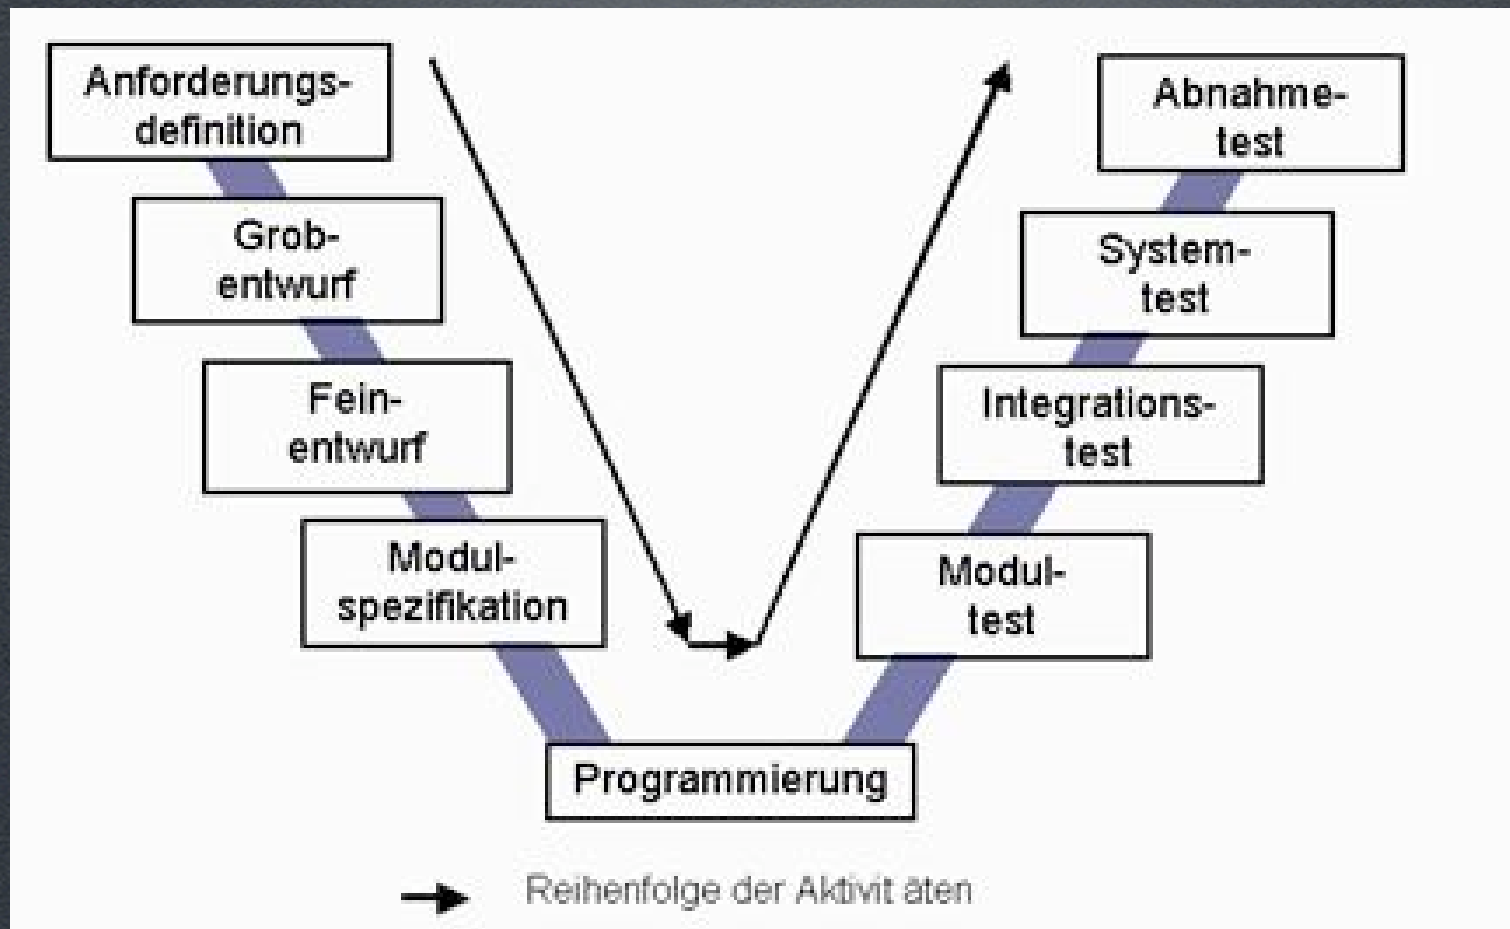 Anforderungs-
definition
Grob-
entwurf
Fein-
entwurf
Modul-
spezifikation
Programmierung
Modul-
test
Integrations-
test
System-
test
Abnahme-
test
Reihenfolge der Aktivit äten